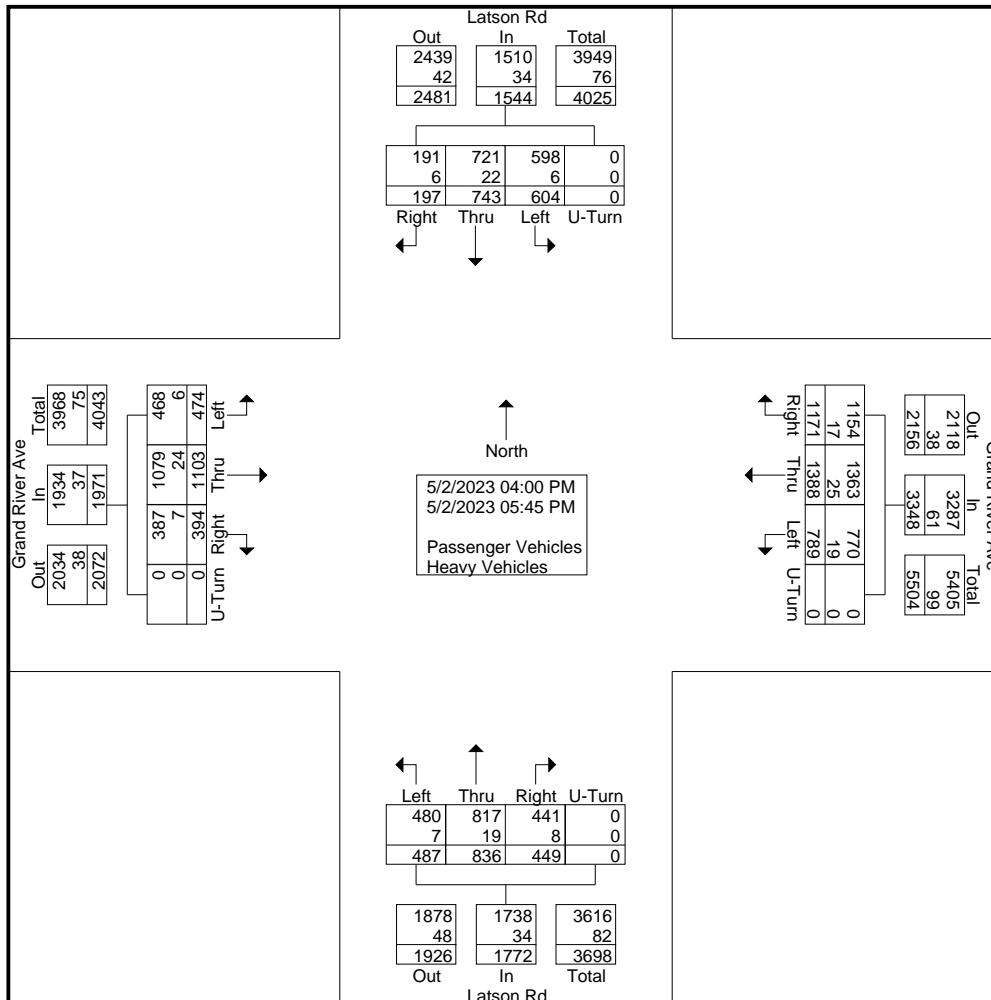 Latson Rd
Out In Total
2439 1510 3949
42 34 76
2481 1544 4025
191 721 598 0
6 22 6 0
197 743 604 0
Right Thru Left U-Turn
Grand River Ave
Total In Out
3968 1934 2034
75 37 38
4043 1971 2072
468 1079 387 0
6 24 7 0
474 1103 394 0
Left Thru Right U-Turn
North
5/2/2023 04:00 PM
5/2/2023 05:45 PM
Passenger Vehicles
Heavy Vehicles
Right Thru Left U-Turn
1171 1388 789 0
17 25 19 0
1154 1363 770 0
2156 3348 5504
38 61 99
2118 3287 5405
Out In Total
Grand River Ave
Left Thru Right U-Turn
480 817 441 0
7 19 8 0
487 836 449 0
1878 1738 3616
48 34 82
1926 1772 3698
Out In Total
Latson Rd